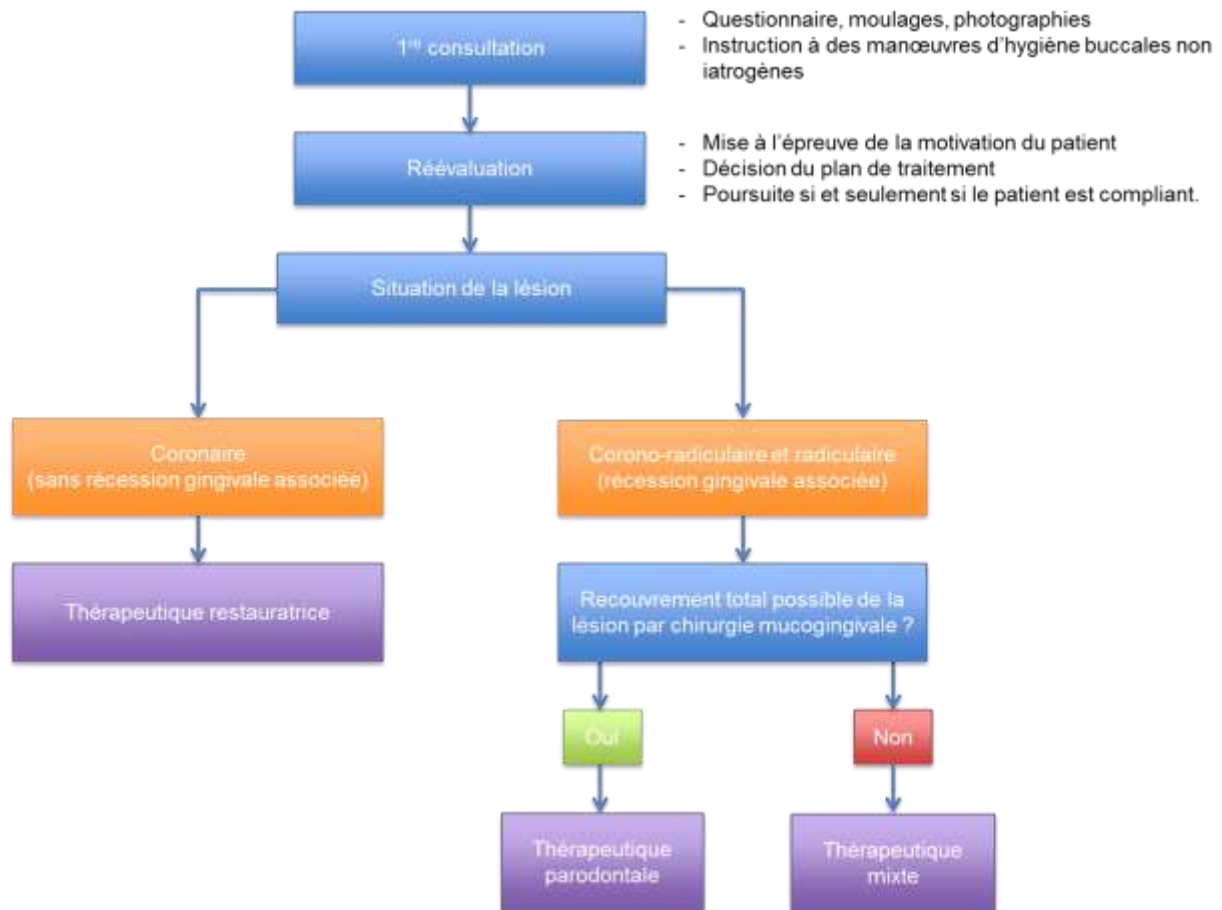 1re consultation
- Questionnaire, moulages, photographies
- Instruction à des manœuvres d'hygiène buccales non
iatrogènes
Réévaluation
- Mise à l'épreuve de la motivation du patient
- Décision du plan de traitement
- Poursuite si et seulement si le patient est compliant.
Situation de la lésion
Coronaire
(sans récession gingivale associée)
Corono-radiculaire et radiculaire
(récession gingivale associée)
Thérapeutique restauratrice
Recouvrement total possible de la
lésion par chirurgie mucogingivale ?
Oui
Non
Thérapeutique
parodontale
Thérapeutique
mixte